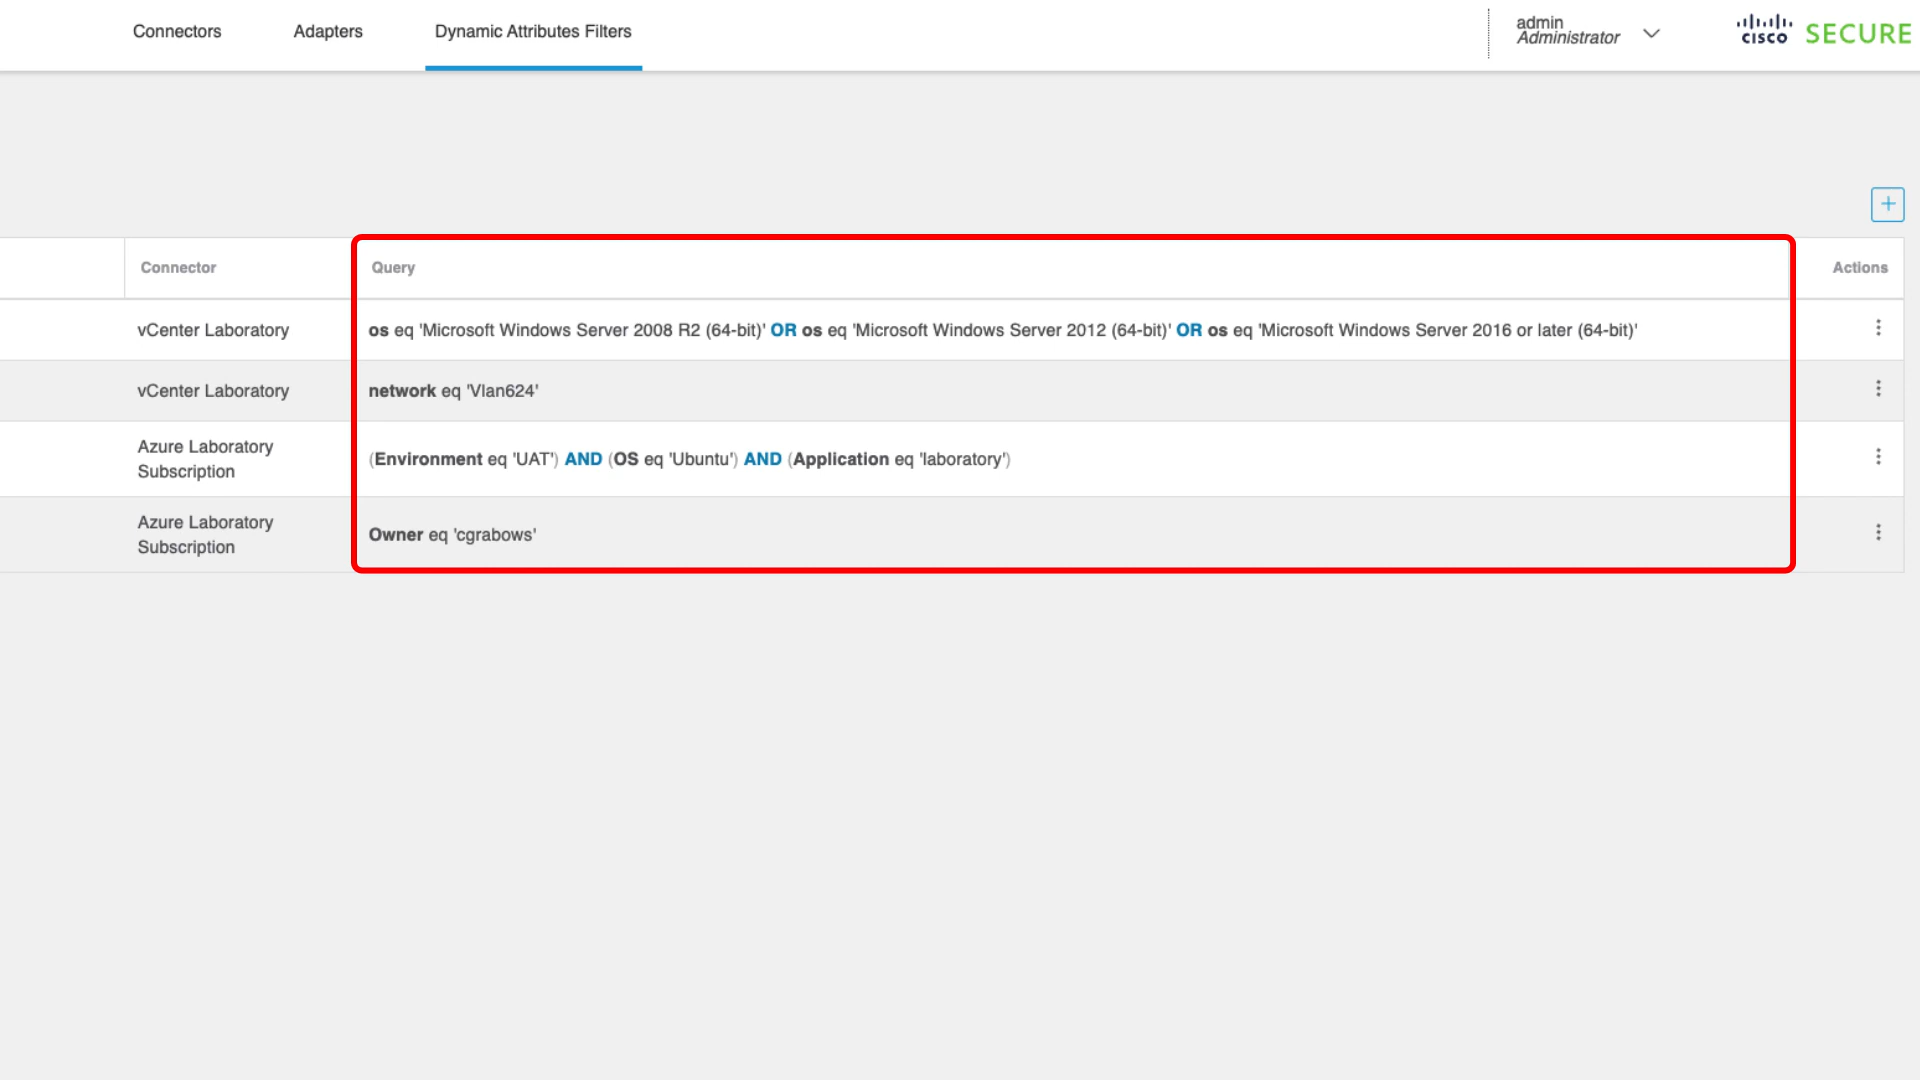 Connectors
Adapters
Dynamic Attributes Filters
admin
Administrator
cisco SECURE
Connector
Query
Actions
vCenter Laboratory
os eq 'Microsoft Windows Server 2008 R2 (64-bit)' OR os eq 'Microsoft Windows Server 2012 (64-bit)' OR os eq 'Microsoft Windows Server 2016 or later (64-bit)'
vCenter Laboratory
network eq 'Vlan624'
Azure Laboratory
Subscription
(Environment eq 'UAT') AND (OS eq 'Ubuntu') AND (Application eq 'laboratory')
Azure Laboratory
Subscription
Owner eq 'cgrabows'